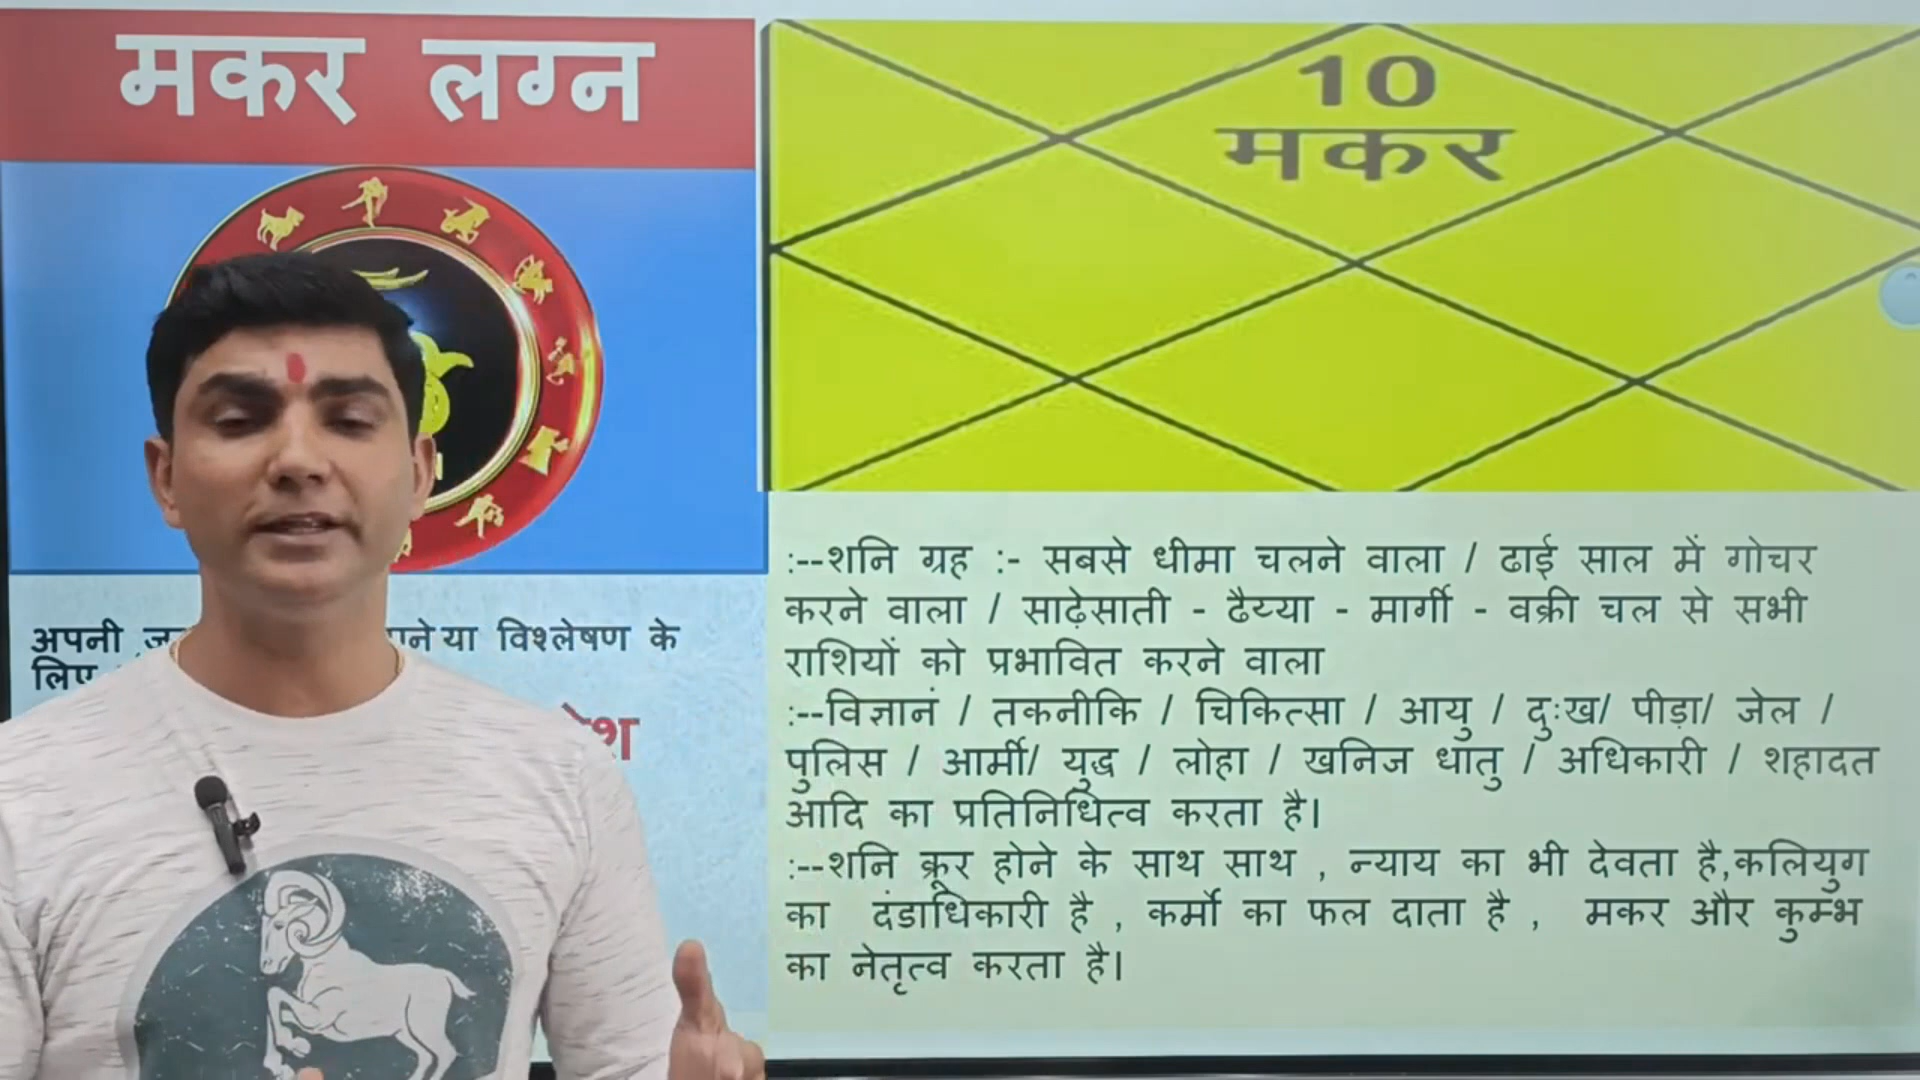 मकर लग्न
10
मकर
अपनी या विश्लेषण के
लिए
:--शनि ग्रह :- सबसे धीमा चलने वाला / ढाई साल में गोचर
करने वाला / साढ़ेसाती - ढैय्या - मार्गी - वक्री चल से सभी
राशियों को प्रभावित करने वाला
:--विज्ञानं / तकनीकि / चिकित्सा / आयु / दुःख/ पीड़ा/ जेल /
पुलिस / आर्मी/ युद्ध / लोहा / खनिज धातु / अधिकारी / शहादत
आदि का प्रतिनिधित्व करता है।
:--शनि क्रूर होने के साथ साथ , न्याय का भी देवता है,कलियुग
का दंडाधिकारी है , कर्मो का फल दाता है , मकर और कुम्भ
का नेतृत्व करता है।